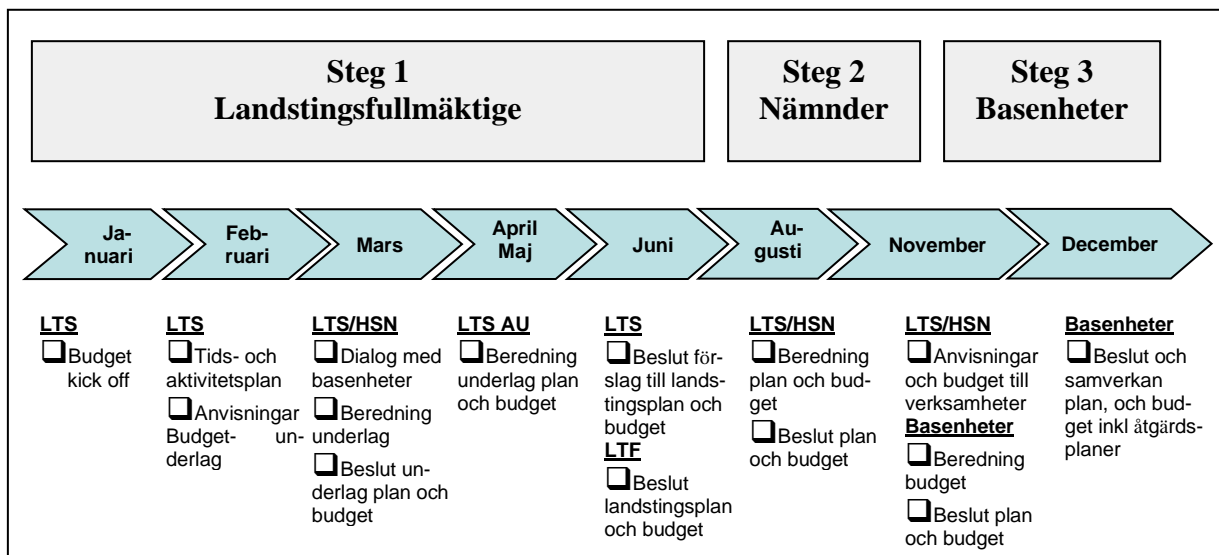 Steg 1
Landstingsfullmäktige
Steg 2
Nämnder
Steg 3
Basenheter
Ja-
nuari
Feb-
ruari
Mars
April
Maj
Juni
Au-
gusti
November
December
LTS
Budget
kick off
LTS
Tids- och
aktivitetsplan
Anvisningar
Budget- un-
derlag
LTS/HSN
Dialog med
basenheter
Beredning
underlag
Beslut un-
derlag plan och
budget
LTS AU
Beredning
underlag plan
och budget
LTS
Beslut för-
slag till lands-
tingsplan och
budget
LTF
Beslut
landstingsplan
och budget
LTS/HSN
Beredning
plan och bud-
get
Beslut plan
och budget
LTS/HSN
Anvisningar
och budget till
verksamheter
Basenheter
Beredning
budget
Beslut plan
och budget
Basenheter
Beslut och
samverkan
plan, och bud-
get inkl åtgärds-
planer